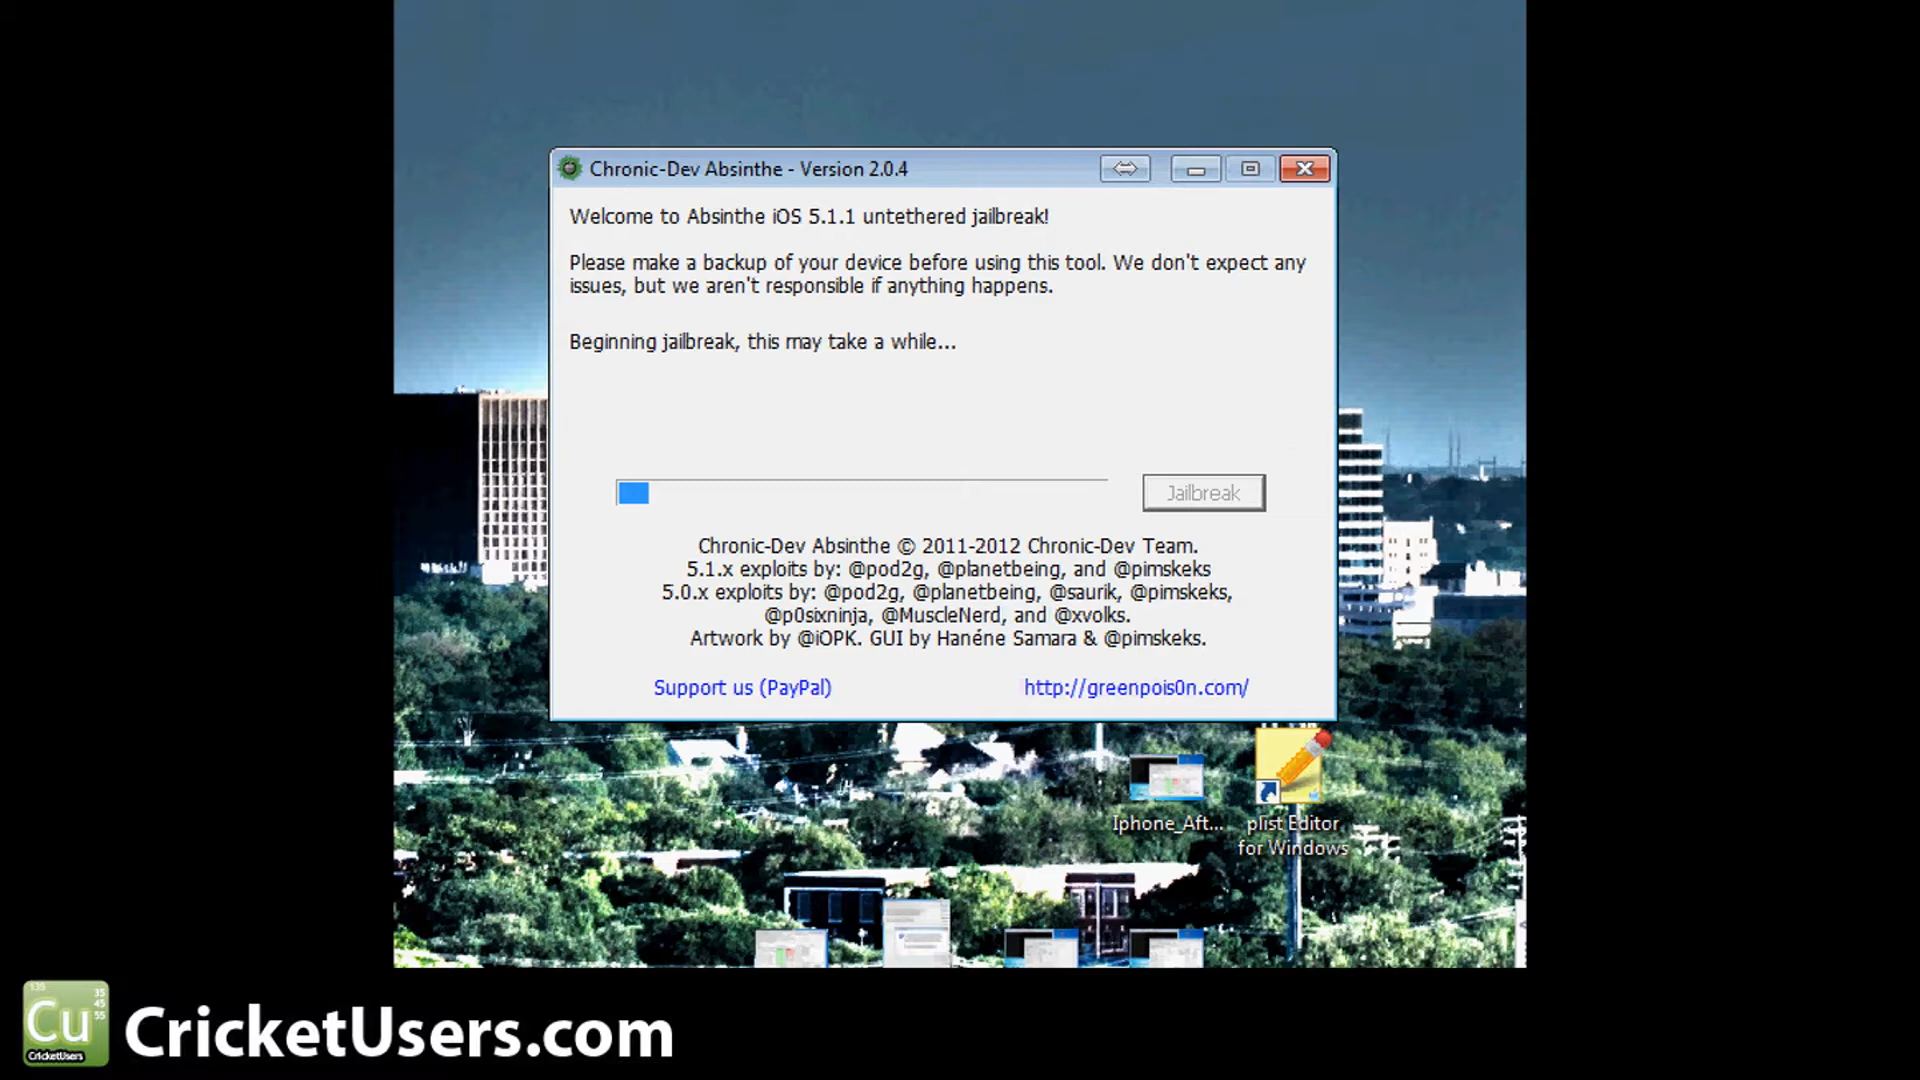 Chronic-Dev Absinthe - Version 2.0.4
Welcome to Absinthe iOS 5.1.1 untethered jailbreak!
Please make a backup of your device before using this tool. We don't expect any
issues, but we aren't responsible if anything happens.
Beginning jailbreak, this may take a while...
Jailbreak
Chronic-Dev Absinthe © 2011-2012 Chronic-Dev Team.
5.1.x exploits by: @pod2g, @planetbeing, and @pimskeks
5.0.x exploits by: @pod2g, @planetbeing, @saurik, @pimskeks,
@p0sixninja, @MuscleNerd, and @xvolks.
Artwork by @iOPK. GUI by Hanéne Samara & @pimskeks.
Support us (PayPal)
http://greenpois0n.com/
Iphone_Aft...
plist Editor
for Windows
135
35
45
55
Cu
CricketUsers
CricketUsers.com